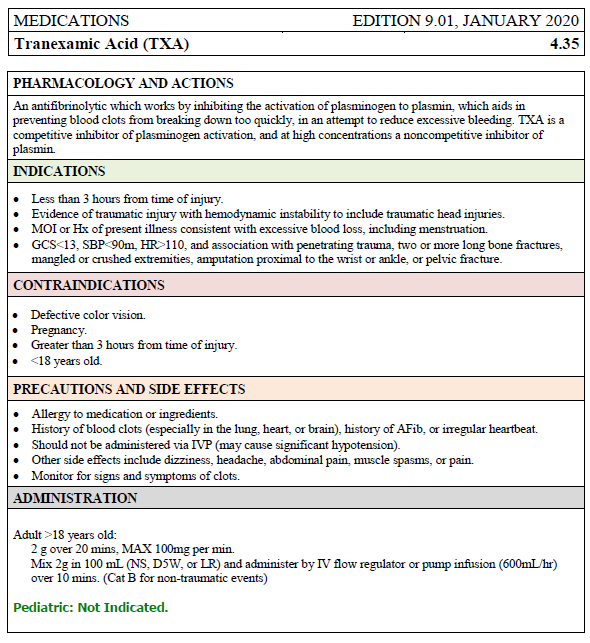 MEDICATIONS EDITION 9.01, JANUARY 2020
Tranexamic Acid (TXA) 4.35
PHARMACOLOGY AND ACTIONS
An antifibrinolytic which works by inhibiting the activation of plasminogen to plasmin, which aids in
preventing blood clots from breaking down too quickly, in an attempt to reduce excessive bleeding. TXA is a
competitive inhibitor of plasminogen activation, and at high concentrations a noncompetitive inhibitor of
plasmin.
INDICATIONS
• Less than 3 hours from time of injury.
• Evidence of traumatic injury with hemodynamic instability to include traumatic head injuries.
• MOI or Hx of present illness consistent with excessive blood loss, including menstruation.
• GCS<13, SBP<90m, HR>110, and association with penetrating trauma, two or more long bone fractures,
mangled or crushed extremities, amputation proximal to the wrist or ankle, or pelvic fracture.
CONTRAINDICATIONS
• Defective color vision.
• Pregnancy.
• Greater than 3 hours from time of injury.
• <18 years old.
PRECAUTIONS AND SIDE EFFECTS
• Allergy to medication or ingredients.
• History of blood clots (especially in the lung, heart, or brain), history of AFib, or irregular heartbeat.
• Should not be administered via IVP (may cause significant hypotension).
• Other side effects include dizziness, headache, abdominal pain, muscle spasms, or pain.
• Monitor for signs and symptoms of clots.
ADMINISTRATION
Adult >18 years old:
2 g over 20 mins, MAX 100mg per min.
Mix 2g in 100 mL (NS, D5W, or LR) and administer by IV flow regulator or pump infusion (600mL/hr)
over 10 mins. (Cat B for non-traumatic events)
Pediatric: Not Indicated.